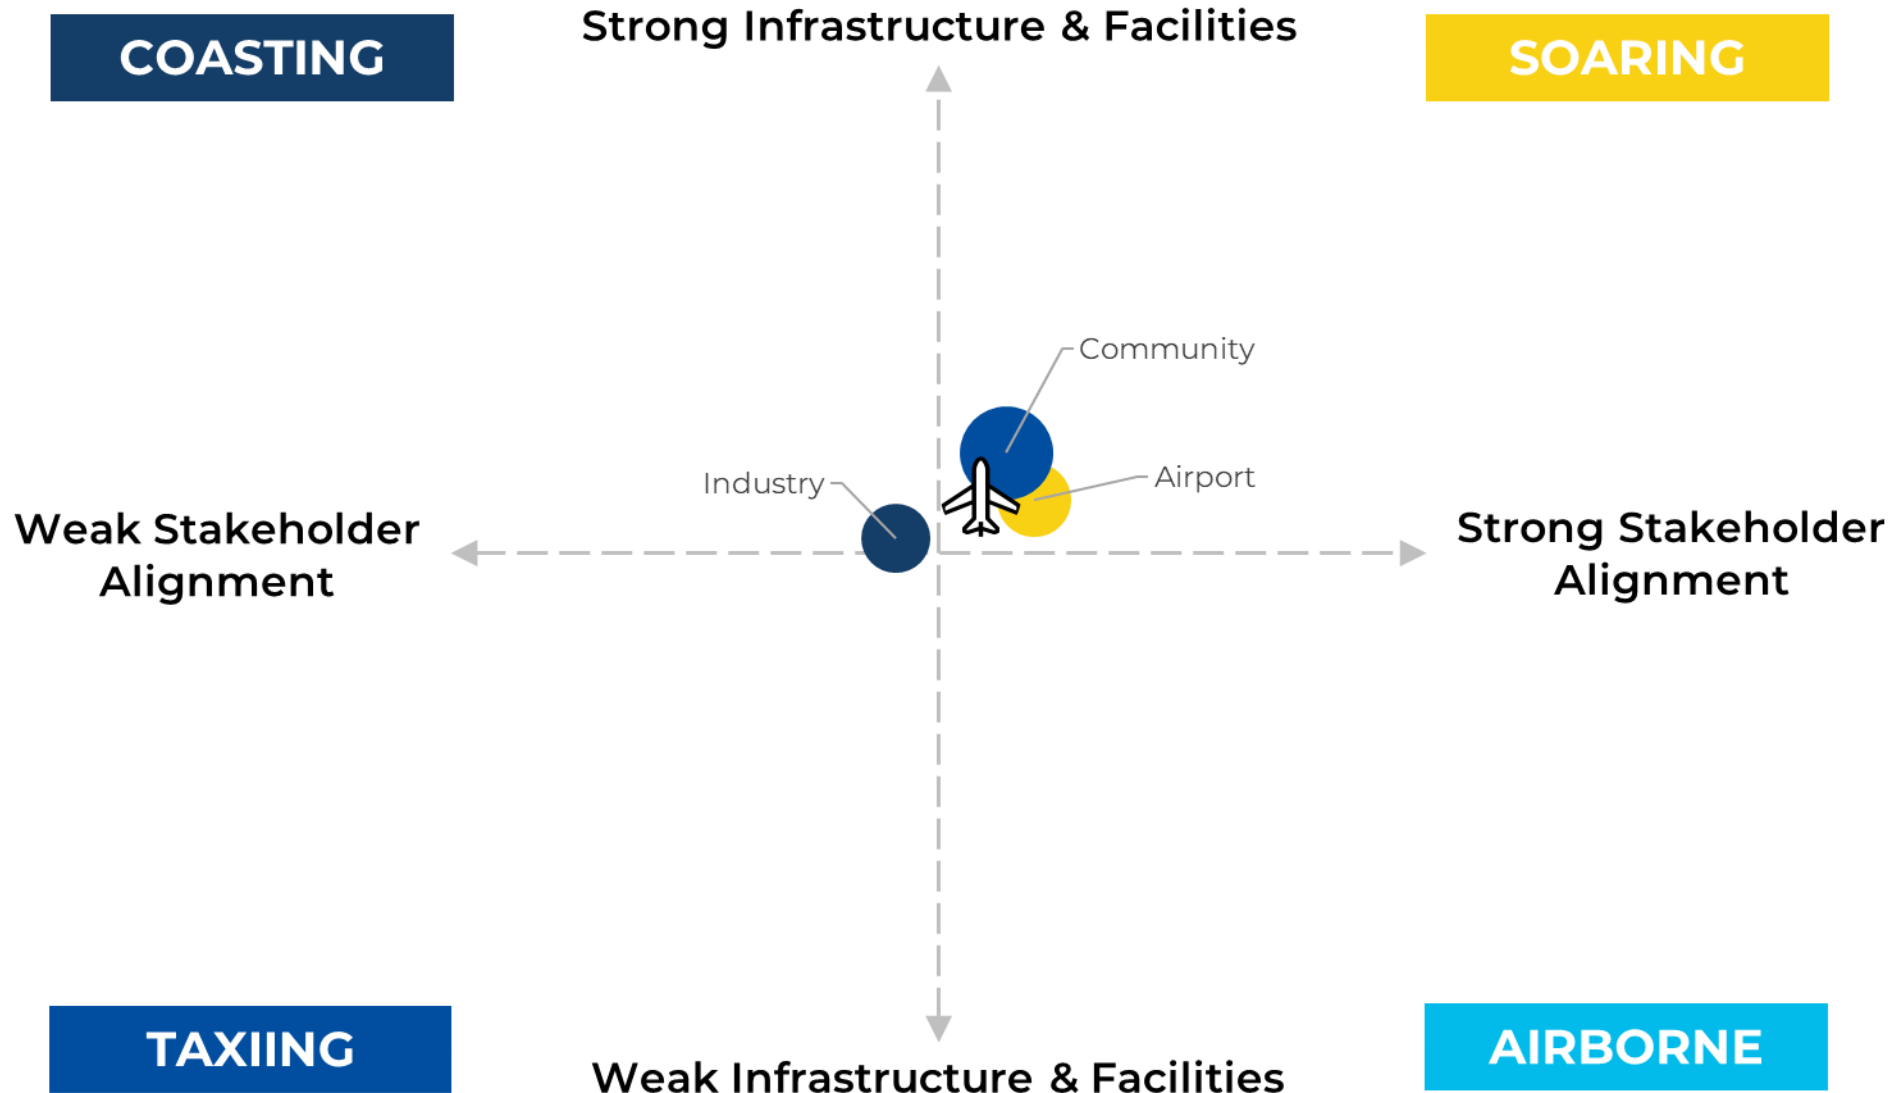 COASTING
Strong Infrastructure & Facilities
SOARING
Community
Industry
Airport
Weak Stakeholder
Alignment
Strong Stakeholder
Alignment
TAXIING
Weak Infrastructure & Facilities
AIRBORNE